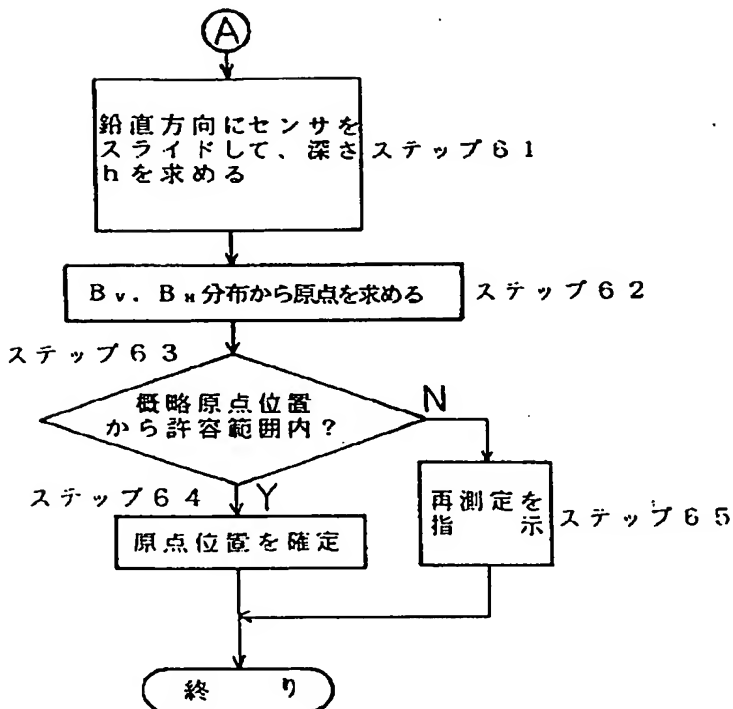 A
鉛直方向にセンサを
スライドして、深さ
hを求める
ステップ61
Bv. BH分布から原点を求める
ステップ62
ステップ63
概略原点位置
から許容範囲内?
N
ステップ64
Y
原点位置を確定
再測定を
指示
ステップ65
終り